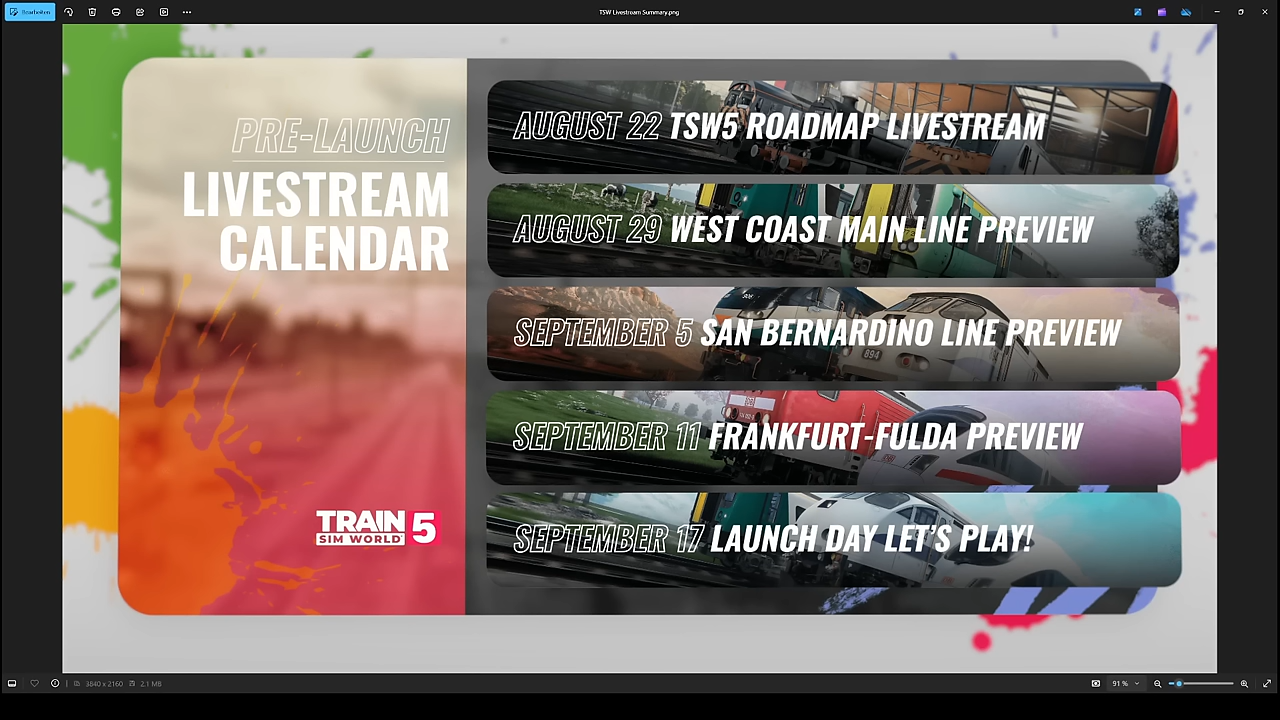 Bearbeiten
TSW Livestream Summary.png
PRE-LAUNCH
LIVESTREAM
CALENDAR
TRAIN 5
SIM WORLD
AUGUST 22 TSW5 ROADMAP LIVESTREAM
AUGUST 29 WEST COAST MAIN LINE PREVIEW
SEPTEMBER 5 SAN BERNARDINO LINE PREVIEW
894
SEPTEMBER 11 FRANKFURT-FULDA PREVIEW
SEPTEMBER 17 LAUNCH DAY LET'S PLAY!
3840 x 2160
2.1 MB
91 %